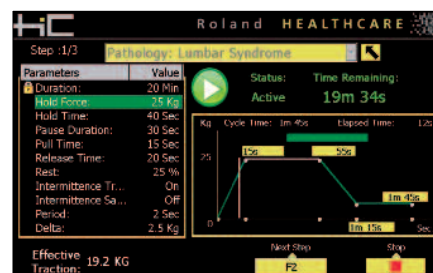 HC
Roland HEALTHCARE
Step :1/3
Pathology: Lumbar Syndrome
Parameters Value
Duration: 20 Min
Hold Force: 25 Kg
Hold Time: 40 Sec
Pause Duration: 30 Sec
Pull Time: 15 Sec
Release Time: 20 Sec
Rest: 25 %
Intermittence Tr... On
Intermittence Sa... Off
Period: 2 Sec
Delta: 2.5 Kg
Status: Time Remaining:
Active 19m 34s
Kg Cycle Time: 1m 45s Elapsed Time: 12s
15s 55s
25
1m 45s
0 1m 15s Sec
Effective Traction: 19.2 KG
Next Step Stop
F2